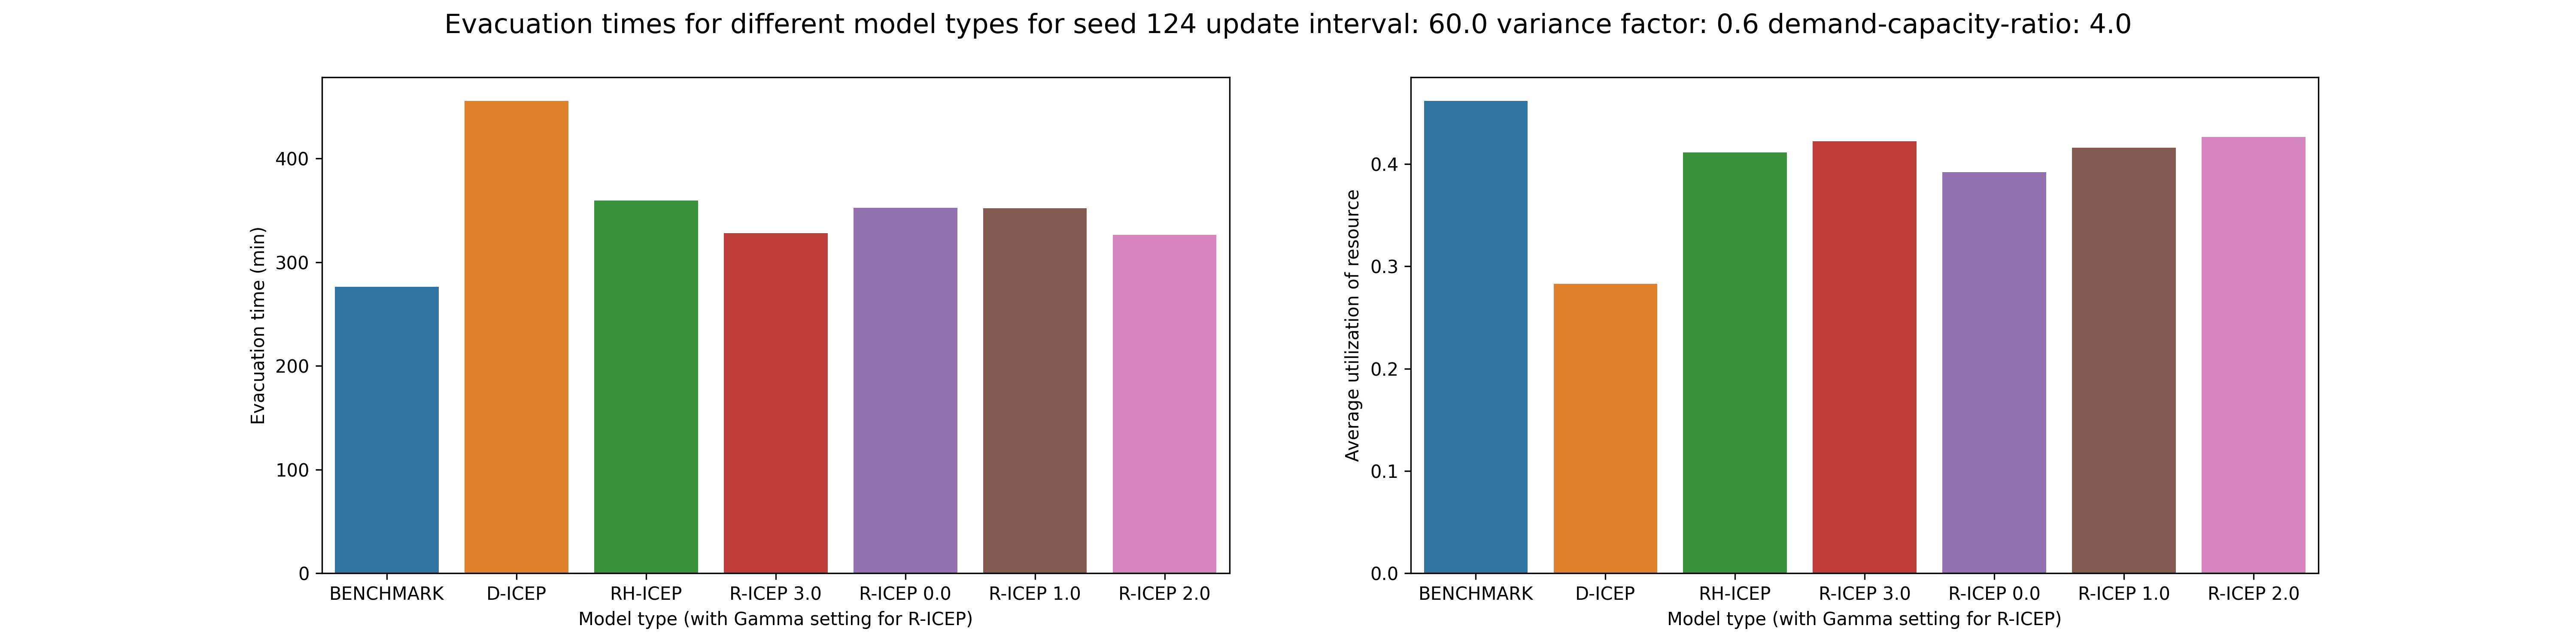 Evacuation times for different model types for seed 124 update interval: 60.0 variance factor: 0.6 demand-capacity-ratio: 4.0
Evacuation time (min)
400
300
200
100
0
BENCHMARK D-ICEP RH-ICEP R-ICEP 3.0 R-ICEP 0.0 R-ICEP 1.0 R-ICEP 2.0
Model type (with Gamma setting for R-ICEP)
Average utilization of resource
0.4
0.3
0.2
0.1
0.0
BENCHMARK D-ICEP RH-ICEP R-ICEP 3.0 R-ICEP 0.0 R-ICEP 1.0 R-ICEP 2.0
Model type (with Gamma setting for R-ICEP)